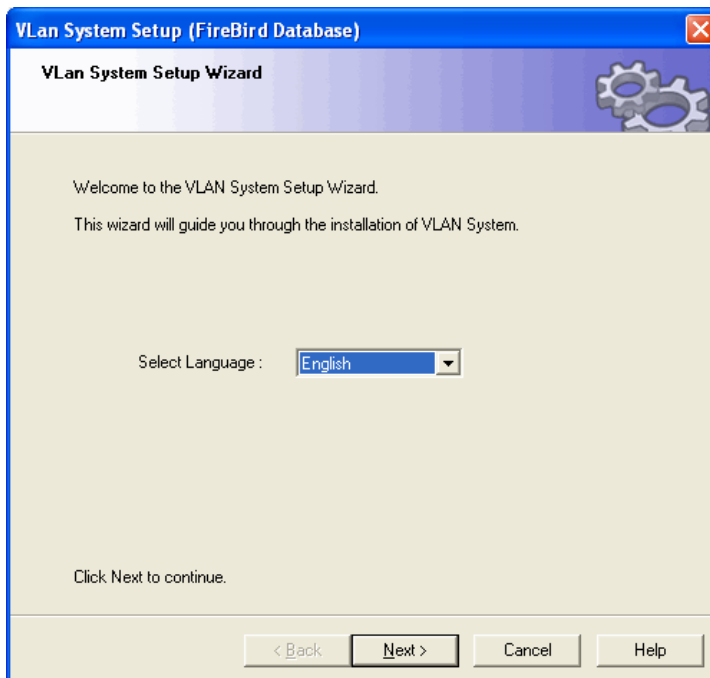 VLan System Setup (FireBird Database)
VLan System Setup Wizard
Welcome to the VLAN System Setup Wizard.
This wizard will guide you through the installation of VLAN System.
Select Language :
English
Click Next to continue.
< Back
Next >
Cancel
Help